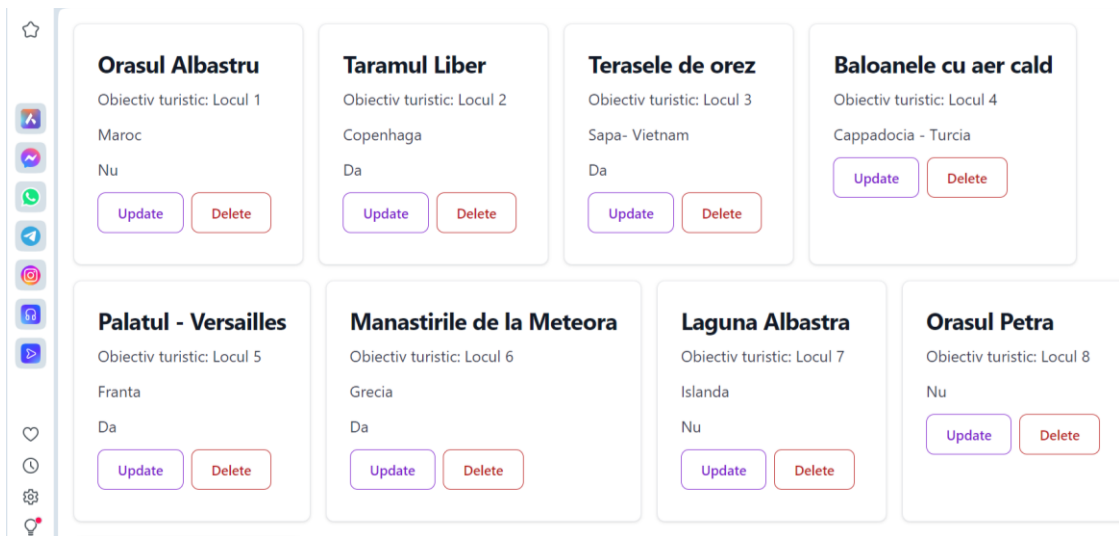 Orasul Albastru
Obiectiv turistic: Locul 1
Maroc
Nu
Update Delete
Taramul Liber
Obiectiv turistic: Locul 2
Copenhaga
Da
Update Delete
Terasele de orez
Obiectiv turistic: Locul 3
Sapa- Vietnam
Da
Update Delete
Baloanele cu aer cald
Obiectiv turistic: Locul 4
Cappadocia - Turcia
Update Delete
Palatul - Versailles
Obiectiv turistic: Locul 5
Franta
Da
Update Delete
Manastirile de la Meteora
Obiectiv turistic: Locul 6
Grecia
Da
Update Delete
Laguna Albastra
Obiectiv turistic: Locul 7
Islanda
Nu
Update Delete
Orasul Petra
Obiectiv turistic: Locul 8
Nu
Update Delete